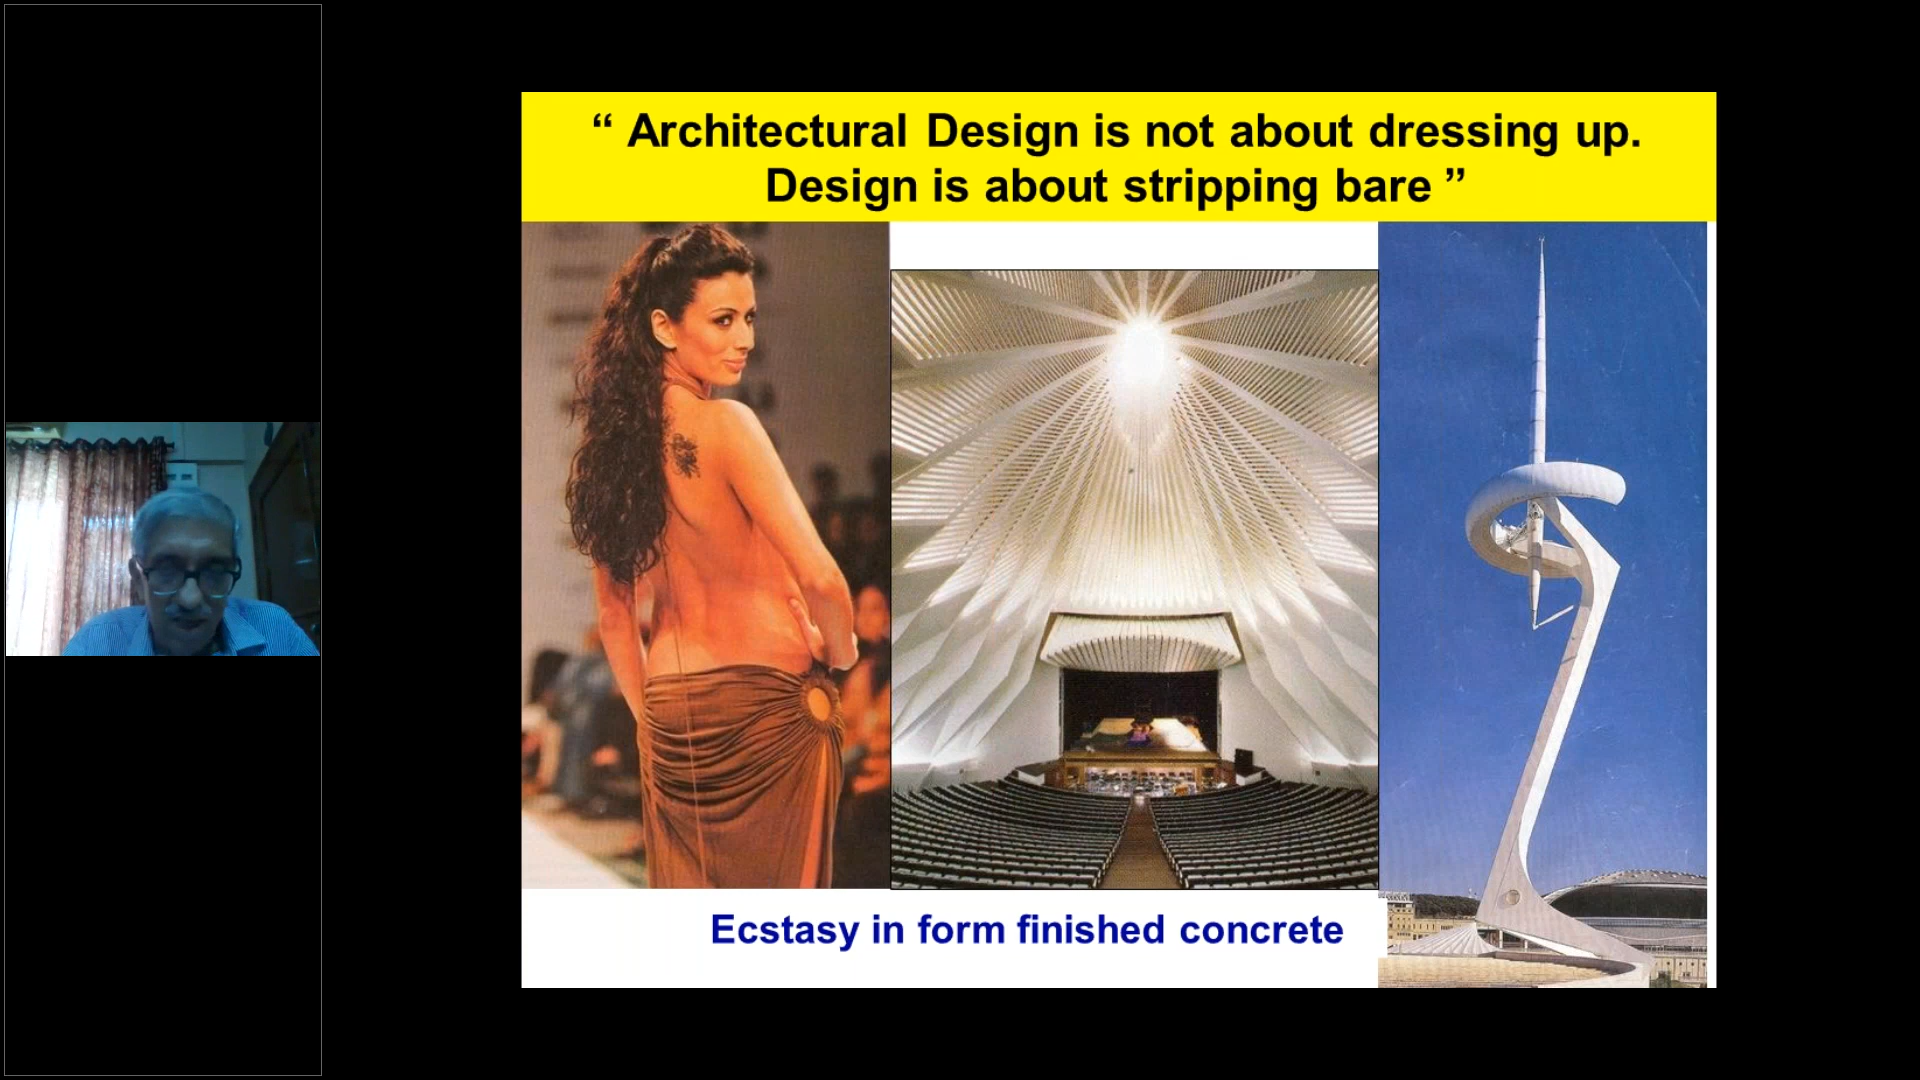 “ Architectural Design is not about dressing up.
Design is about stripping bare ”
Ecstasy in form finished concrete